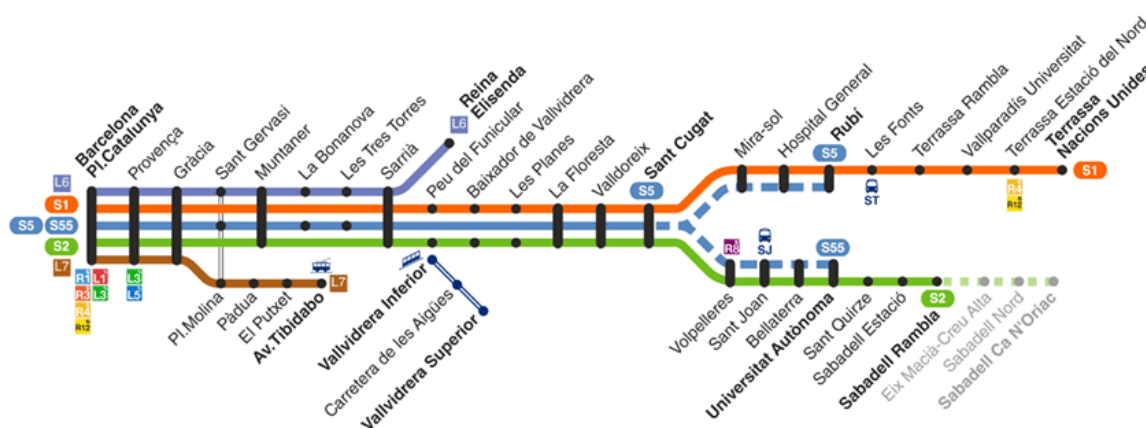 Barcelona
Pl.Catalunya
Provença
Gràcia
Sant Gervasi
Muntaner
La Bonanova
Les Tres Torres
Sarrià
Reina
Elisenda
Peu del Funicular
Baixador de Vallvidrera
Les Planes
La Floresta
Valldoreix
Sant Cugat
Mira-sol
Hospital General
Rubí
Les Fonts
Terrassa Rambla
Vallparadís Universitat
Terrassa Estació del Nord
Terrassa
Nacions Unides
L6
L6
S1
S1
S5
S55
S5
S5
S2
L7
L7
R1
L1
R3
L3
R4
R12
L3
L5
ST
R4
R12
R8
SJ
S55
S2
Pl.Molina
Pàdua
El Putxet
Av.Tibidabo
Vallvidrera Inferior
Carretera de les Aigües
Vallvidrera Superior
Volpelleres
Sant Joan
Bellaterra
Universitat Autònoma
Sant Quirze
Sabadell Estació
Sabadell Rambla
Eix Macià-Creu Alta
Sabadell Nord
Sabadell Ca N'Oriac